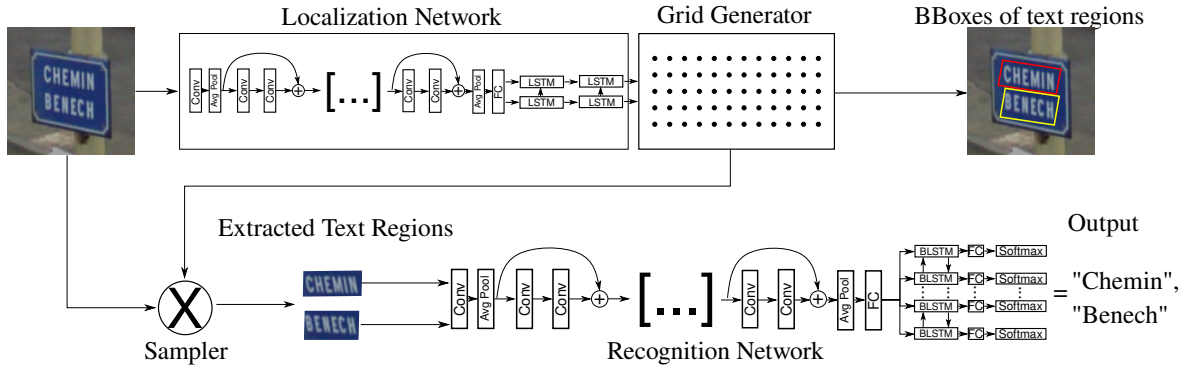 Localization Network
Grid Generator
BBoxes of text regions
CHEMIN
BENECH
Conv
Avg Pool
Conv
Conv
[...]
Conv
Conv
Avg Pool
FC
LSTM
LSTM
LSTM
LSTM
CHEMIN
BENECH
Extracted Text Regions
Output
X
Sampler
CHEMIN
BENECH
Conv
Avg Pool
Conv
Conv
[...]
Conv
Conv
Avg Pool
FC
BLSTM FC Softmax
BLSTM FC Softmax
BLSTM FC Softmax
BLSTM FC Softmax
= "Chemin",
"Benech"
Recognition Network